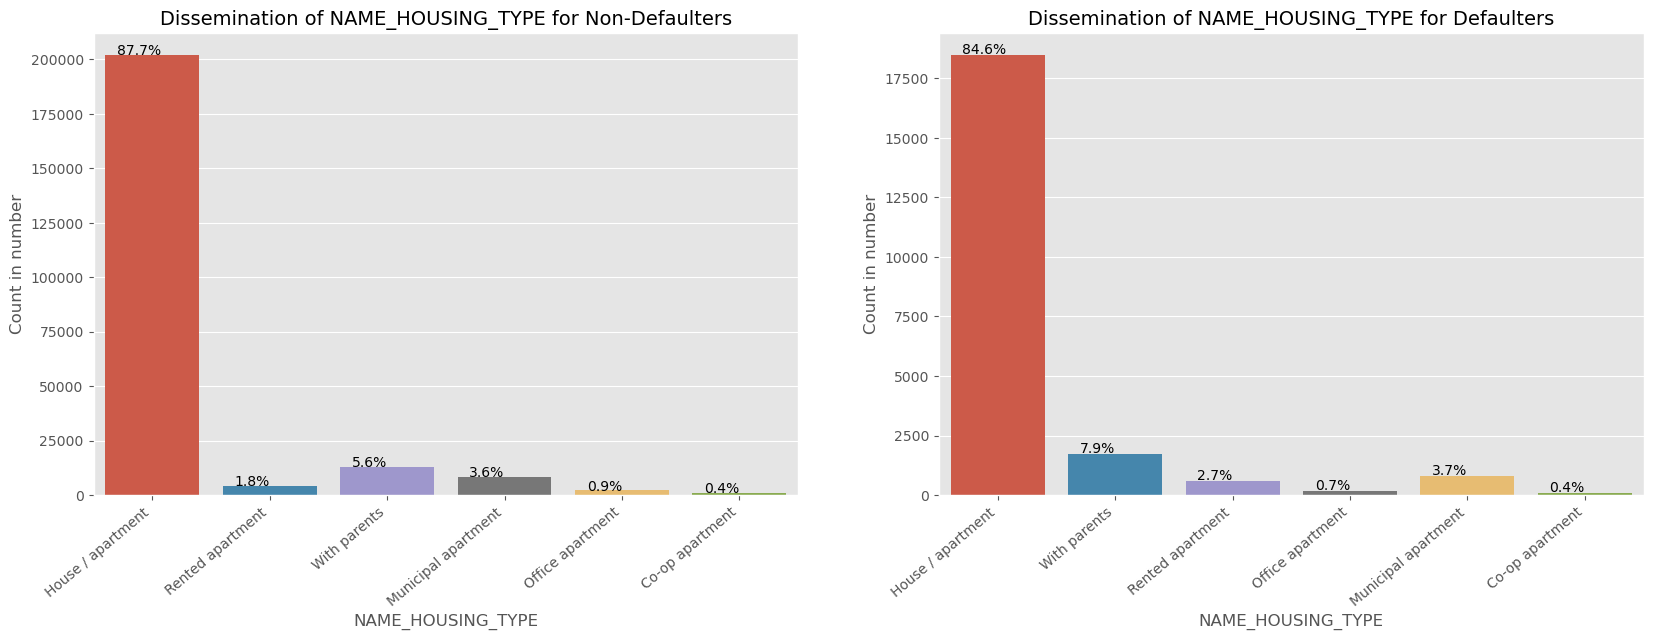 Dissemination of NAME_HOUSING_TYPE for Non-Defaulters
Count in number
200000
175000
150000
125000
100000
75000
50000
25000
0
87.7%
1.8%
5.6%
3.6%
0.9%
0.4%
House / apartment
Rented apartment
With parents
Municipal apartment
Office apartment
Co-op apartment
NAME_HOUSING_TYPE
Dissemination of NAME_HOUSING_TYPE for Defaulters
Count in number
17500
15000
12500
10000
7500
5000
2500
0
84.6%
7.9%
2.7%
0.7%
3.7%
0.4%
House / apartment
With parents
Rented apartment
Office apartment
Municipal apartment
Co-op apartment
NAME_HOUSING_TYPE